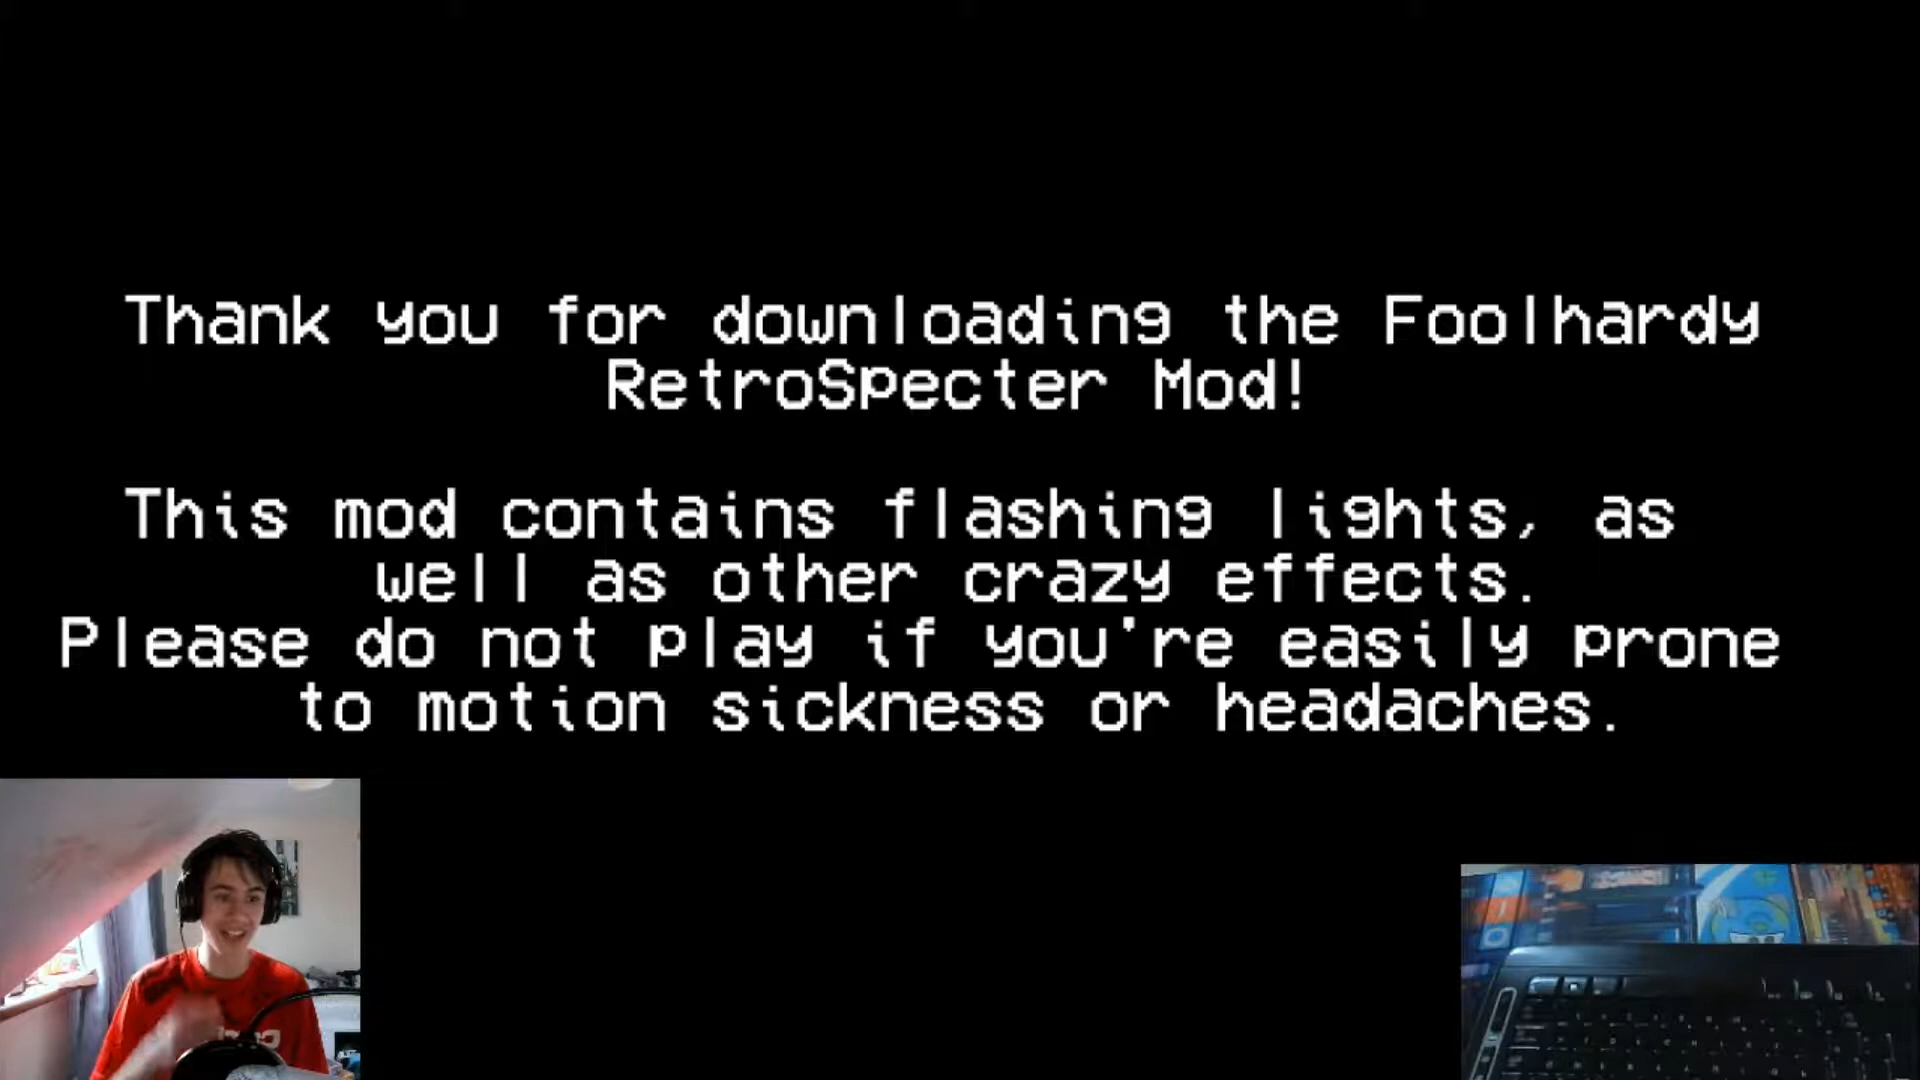 Thank you for downloading the Foolhardy
RetroSpecter Mod!
This mod contains flashing lights, as
well as other crazy effects.
Please do not play if you're easily prone
to motion sickness or headaches.